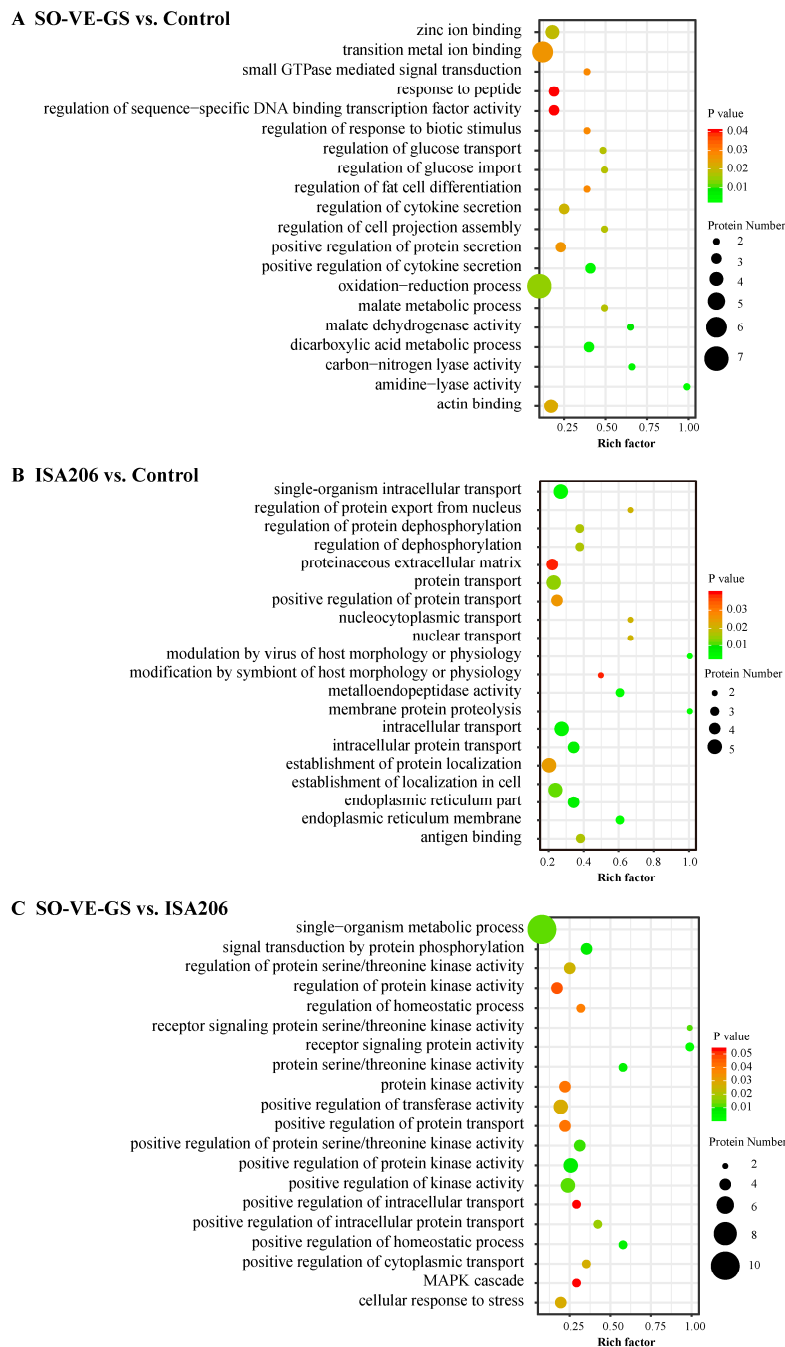 A SO-VE-GS vs. Control
zinc ion binding
transition metal ion binding
small GTPase mediated signal transduction
response to peptide
regulation of sequence−specific DNA binding transcription factor activity
regulation of response to biotic stimulus
regulation of glucose transport
regulation of glucose import
regulation of fat cell differentiation
regulation of cytokine secretion
regulation of cell projection assembly
positive regulation of protein secretion
positive regulation of cytokine secretion
oxidation−reduction process
malate metabolic process
malate dehydrogenase activity
dicarboxylic acid metabolic process
carbon−nitrogen lyase activity
amidine−lyase activity
actin binding
0.25 0.50 0.75 1.00
Rich factor
P value
0.04
0.03
0.02
0.01
Protein Number
2
3
4
5
6
7
B ISA206 vs. Control
single-organism intracellular transport
regulation of protein export from nucleus
regulation of protein dephosphorylation
regulation of dephosphorylation
proteinaceous extracellular matrix
protein transport
positive regulation of protein transport
nucleocytoplasmic transport
nuclear transport
modulation by virus of host morphology or physiology
modification by symbiont of host morphology or physiology
metalloendopeptidase activity
membrane protein proteolysis
intracellular transport
intracellular protein transport
establishment of protein localization
establishment of localization in cell
endoplasmic reticulum part
endoplasmic reticulum membrane
antigen binding
0.2 0.4 0.6 0.8 1.0
Rich factor
P value
0.03
0.02
0.01
Protein Number
2
3
4
5
C SO-VE-GS vs. ISA206
single−organism metabolic process
signal transduction by protein phosphorylation
regulation of protein serine/threonine kinase activity
regulation of protein kinase activity
regulation of homeostatic process
receptor signaling protein serine/threonine kinase activity
receptor signaling protein activity
protein serine/threonine kinase activity
protein kinase activity
positive regulation of transferase activity
positive regulation of protein transport
positive regulation of protein serine/threonine kinase activity
positive regulation of protein kinase activity
positive regulation of kinase activity
positive regulation of intracellular transport
positive regulation of intracellular protein transport
positive regulation of homeostatic process
positive regulation of cytoplasmic transport
MAPK cascade
cellular response to stress
0.25 0.50 0.75 1.00
Rich factor
P value
0.05
0.04
0.03
0.02
0.01
Protein Number
2
4
6
8
10